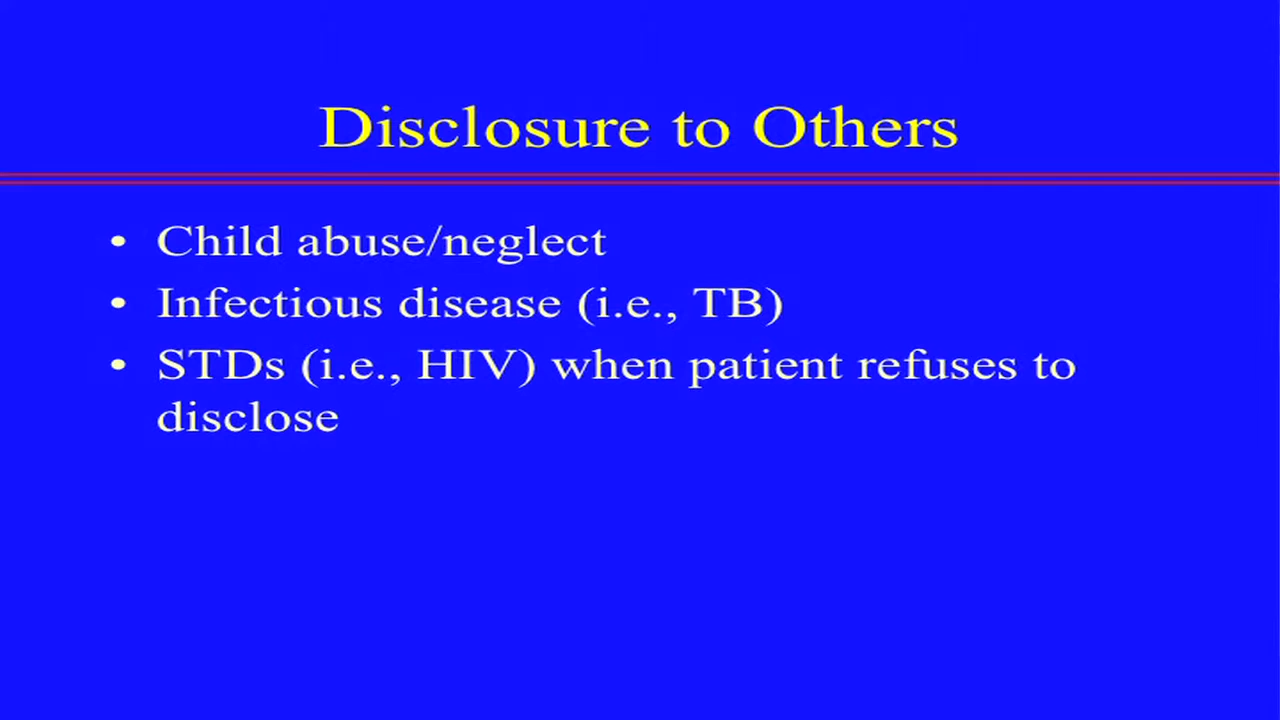 Disclosure to Others
• Child abuse/neglect
• Infectious disease (i.e., TB)
• STDs (i.e., HIV) when patient refuses to
disclose